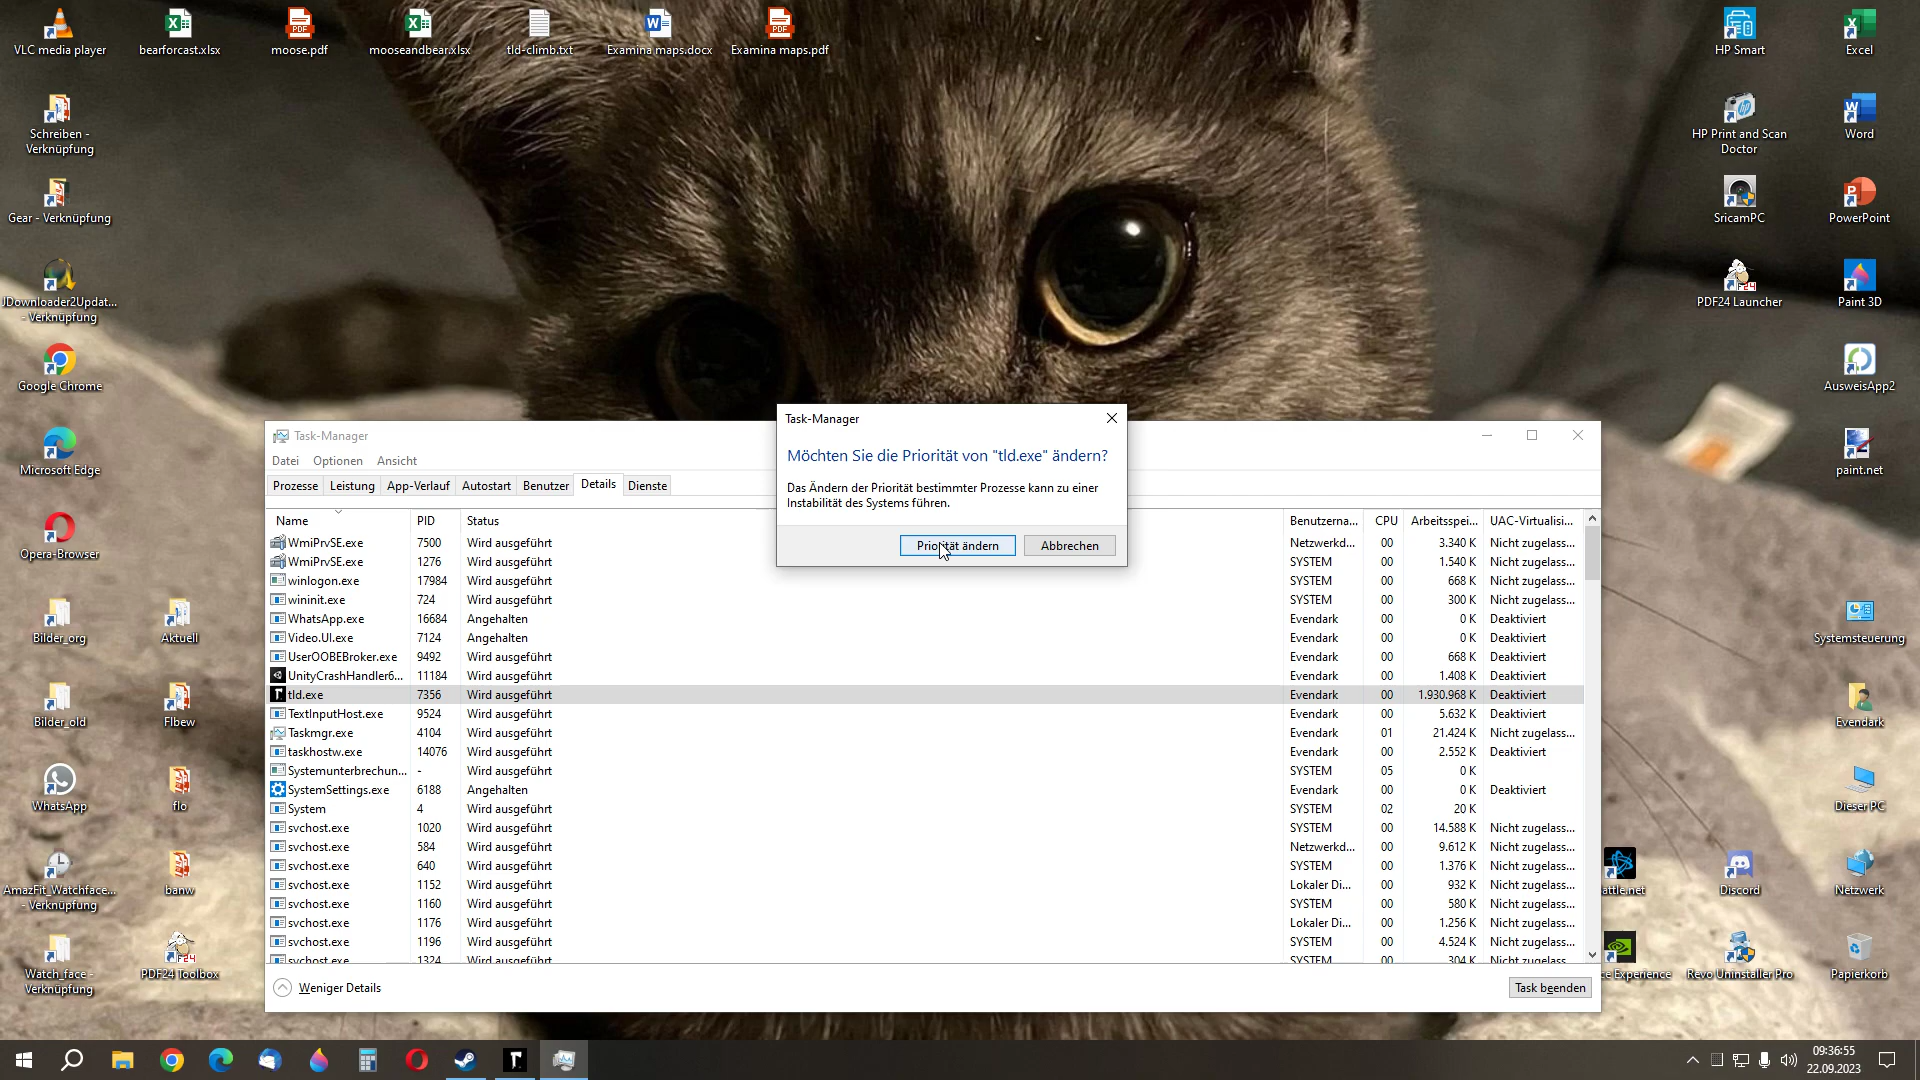 VLC media player
bearforcast.xlsx
moose.pdf
mooseandbear.xlsx
tld-climb.txt
Examina maps.docx
Examina maps.pdf
HP Smart
Excel
Schreiben -
Verknüpfung
HP Print and Scan
Doctor
Word
Gear - Verknüpfung
SricamPC
PowerPoint
JDownloader2Updat...
- Verknüpfung
PDF24 Launcher
Paint 3D
Google Chrome
AusweisApp2
Microsoft Edge
paint.net
Opera-Browser
Bilder_org
Aktuell
Systemsteuerung
Bilder_old
Flbew
Evendark
WhatsApp
flo
Dieser PC
AmazFit_Watchface...
- Verknüpfung
banw
attle.net
Discord
Netzwerk
Watch_face -
Verknüpfung
PDF24 Toolbox
ce Experience
Revo Uninstaller Pro
Papierkorb
Task-Manager
Datei Optionen Ansicht
Prozesse Leistung App-Verlauf Autostart Benutzer Details Dienste
Name PID Status Benutzerna... CPU Arbeitsspei... UAC-Virtualisi...
WmiPrvSE.exe 7500 Wird ausgeführt Netzwerkd... 00 3.340 K Nicht zugelass...
WmiPrvSE.exe 1276 Wird ausgeführt SYSTEM 00 1.540 K Nicht zugelass...
winlogon.exe 17984 Wird ausgeführt SYSTEM 00 668 K Nicht zugelass...
wininit.exe 724 Wird ausgeführt SYSTEM 00 300 K Nicht zugelass...
WhatsApp.exe 16684 Angehalten Evendark 00 0 K Deaktiviert
Video.UI.exe 7124 Angehalten Evendark 00 0 K Deaktiviert
UserOOBEBroker.exe 9492 Wird ausgeführt Evendark 00 668 K Deaktiviert
UnityCrashHandler6... 11184 Wird ausgeführt Evendark 00 1.408 K Deaktiviert
tld.exe 7356 Wird ausgeführt Evendark 00 1.930.968 K Deaktiviert
TextInputHost.exe 9524 Wird ausgeführt Evendark 00 5.632 K Deaktiviert
Taskmgr.exe 4104 Wird ausgeführt Evendark 01 21.424 K Nicht zugelass...
taskhostw.exe 14076 Wird ausgeführt Evendark 00 2.552 K Deaktiviert
Systemunterbrechun... - Wird ausgeführt SYSTEM 05 0 K
SystemSettings.exe 6188 Angehalten Evendark 00 0 K Deaktiviert
System 4 Wird ausgeführt SYSTEM 02 20 K
svchost.exe 1020 Wird ausgeführt SYSTEM 00 14.588 K Nicht zugelass...
svchost.exe 584 Wird ausgeführt Netzwerkd... 00 9.612 K Nicht zugelass...
svchost.exe 640 Wird ausgeführt SYSTEM 00 1.376 K Nicht zugelass...
svchost.exe 1152 Wird ausgeführt Lokaler Di... 00 932 K Nicht zugelass...
svchost.exe 1160 Wird ausgeführt SYSTEM 00 580 K Nicht zugelass...
svchost.exe 1176 Wird ausgeführt Lokaler Di... 00 1.256 K Nicht zugelass...
svchost.exe 1196 Wird ausgeführt SYSTEM 00 4.524 K Nicht zugelass...
svchost.exe 1324 Wird ausgeführt SYSTEM 00 304 K Nicht zugelass...
Weniger Details
Task beenden
Task-Manager
Möchten Sie die Priorität von "tld.exe" ändern?
Das Ändern der Priorität bestimmter Prozesse kann zu einer
Instabilität des Systems führen.
Priorität ändern Abbrechen
09:36:55
22.09.2023